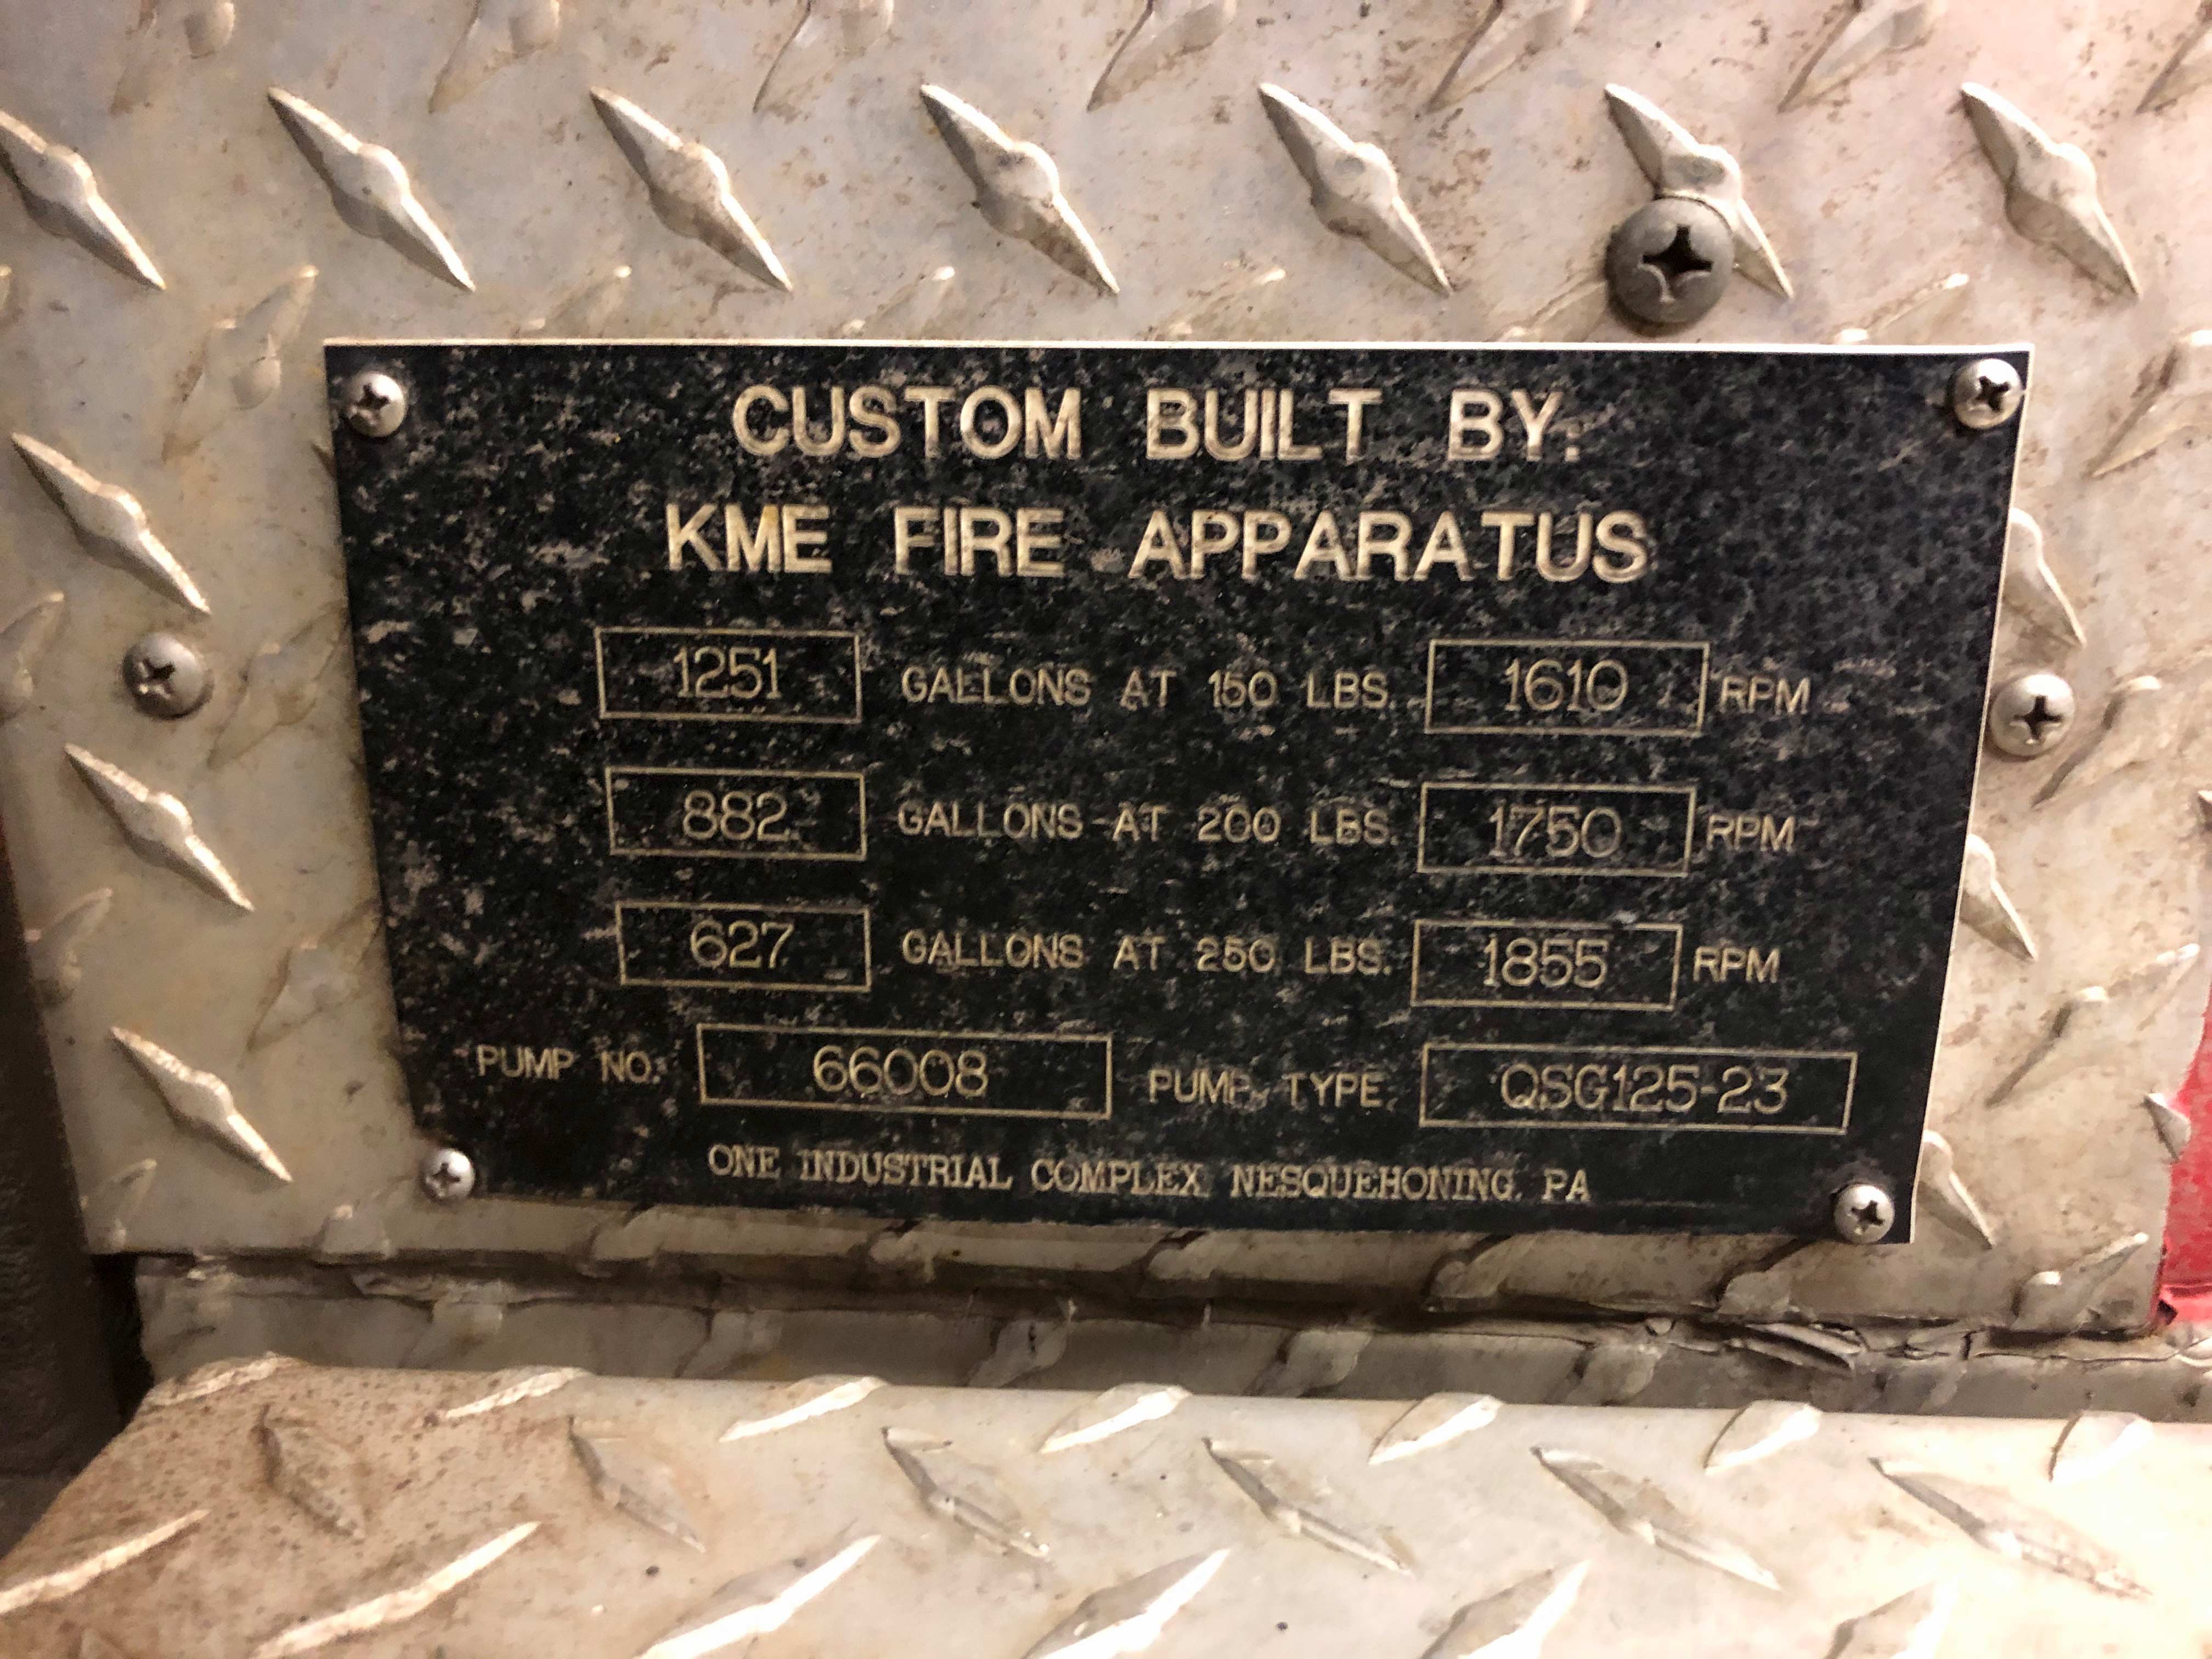 CUSTOM BUILT BY:
KME FIRE APPARATUS
1251 GALLONS AT 150 LBS. 1610 RPM
882 GALLONS AT 200 LBS. 1750 RPM
627 GALLONS AT 250 LBS. 1855 RPM
PUMP NO. 66008 PUMP TYPE QSG125-23
ONE INDUSTRIAL COMPLEX NESQUEHONING, PA